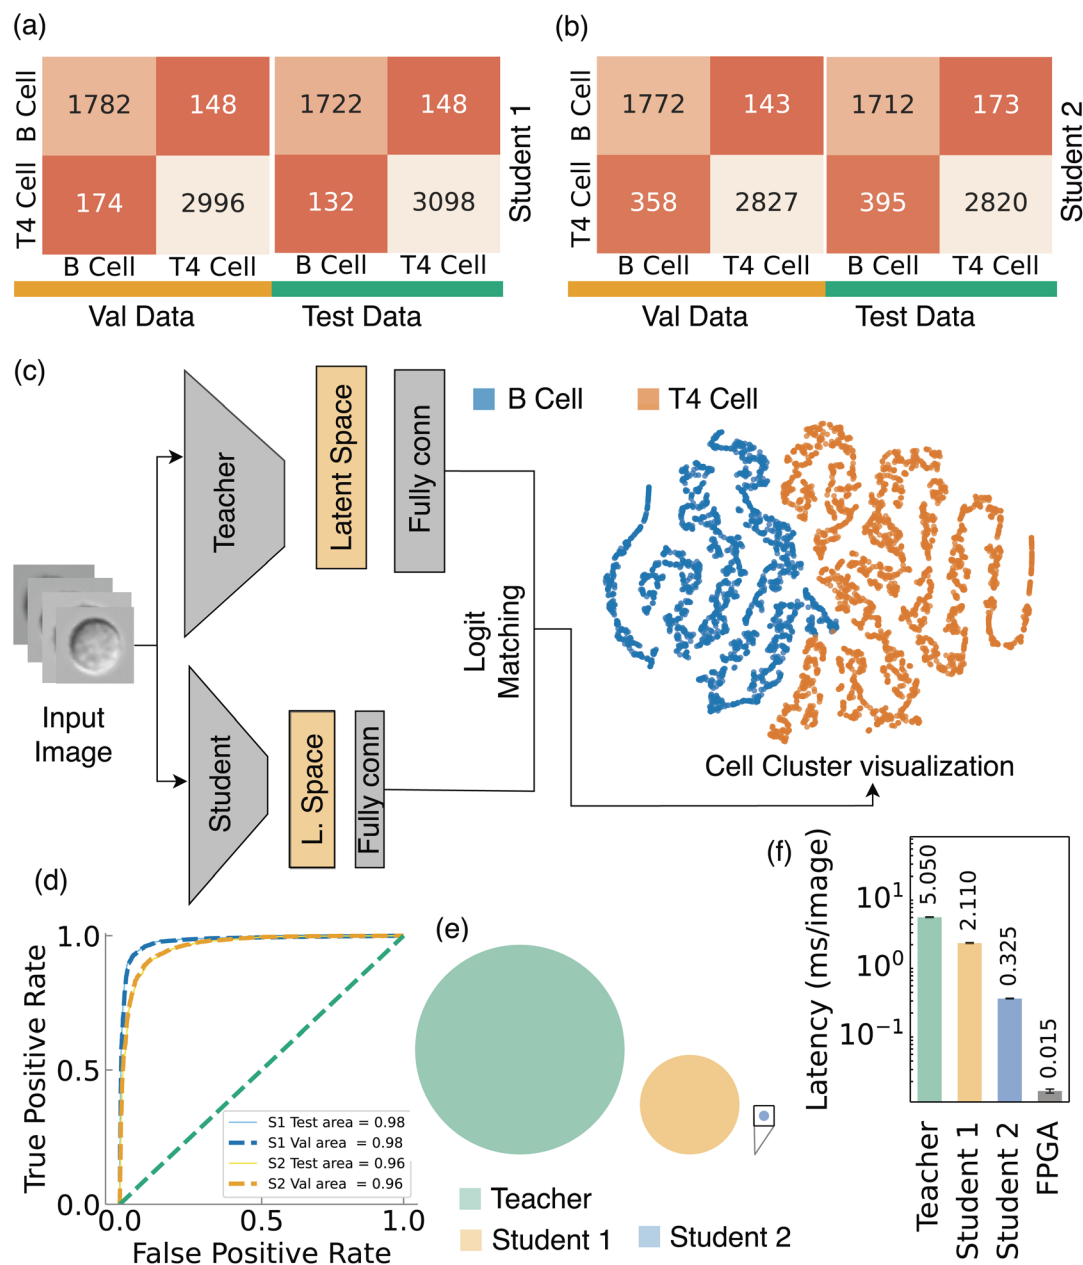 (a)
B Cell
T4 Cell
1782 148 1722 148
174 2996 132 3098
B Cell T4 Cell B Cell T4 Cell
Val Data Test Data
Student 1
(b)
B Cell
T4 Cell
1772 143 1712 173
358 2827 395 2820
B Cell T4 Cell B Cell T4 Cell
Val Data Test Data
Student 2
(c)
Input
Image
Teacher
Latent Space
Fully conn
Student
L. Space
Fully conn
Logit
Matching
B Cell T4 Cell
Cell Cluster visualization
(d)
True Positive Rate
1.0
0.5
0.0
0.0 0.5 1.0
False Positive Rate
S1 Test area = 0.98
S1 Val area = 0.98
S2 Test area = 0.96
S2 Val area = 0.96
(e)
Teacher
Student 1 Student 2
(f)
Latency (ms/image)
10¹
10⁰
10⁻¹
5.050
2.110
0.325
0.015
Teacher
Student 1
Student 2
FPGA